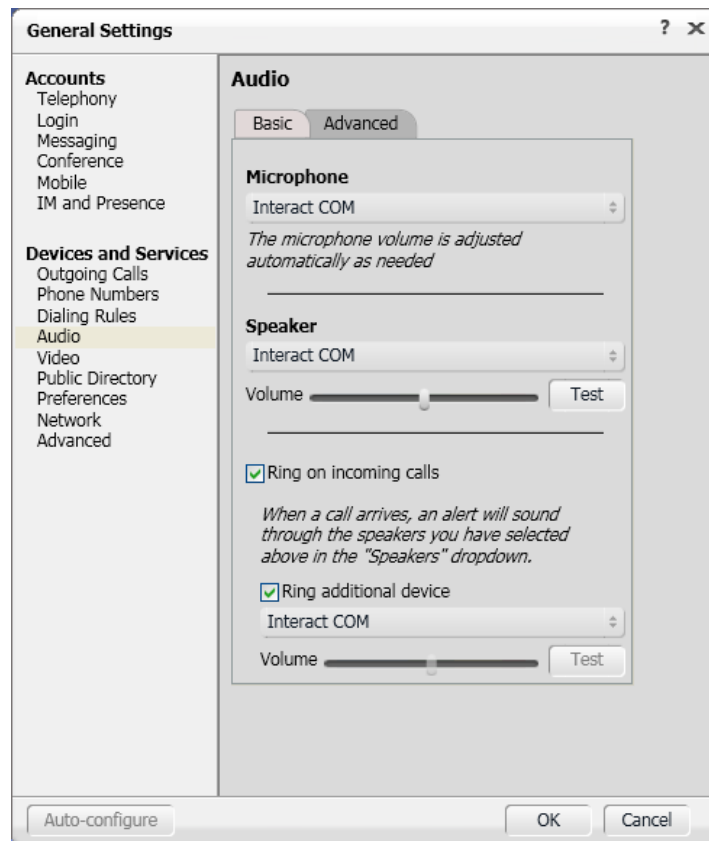 General Settings
?
Accounts
Telephony
Login
Messaging
Conference
Mobile
IM and Presence
Devices and Services
Outgoing Calls
Phone Numbers
Dialing Rules
Audio
Video
Public Directory
Preferences
Network
Advanced
Audio
Basic Advanced
Microphone
Interact COM
The microphone volume is adjusted
automatically as needed
Speaker
Interact COM
Volume Test
Ring on incoming calls
When a call arrives, an alert will sound
through the speakers you have selected
above in the "Speakers" dropdown.
Ring additional device
Interact COM
Volume Test
Auto-configure OK Cancel